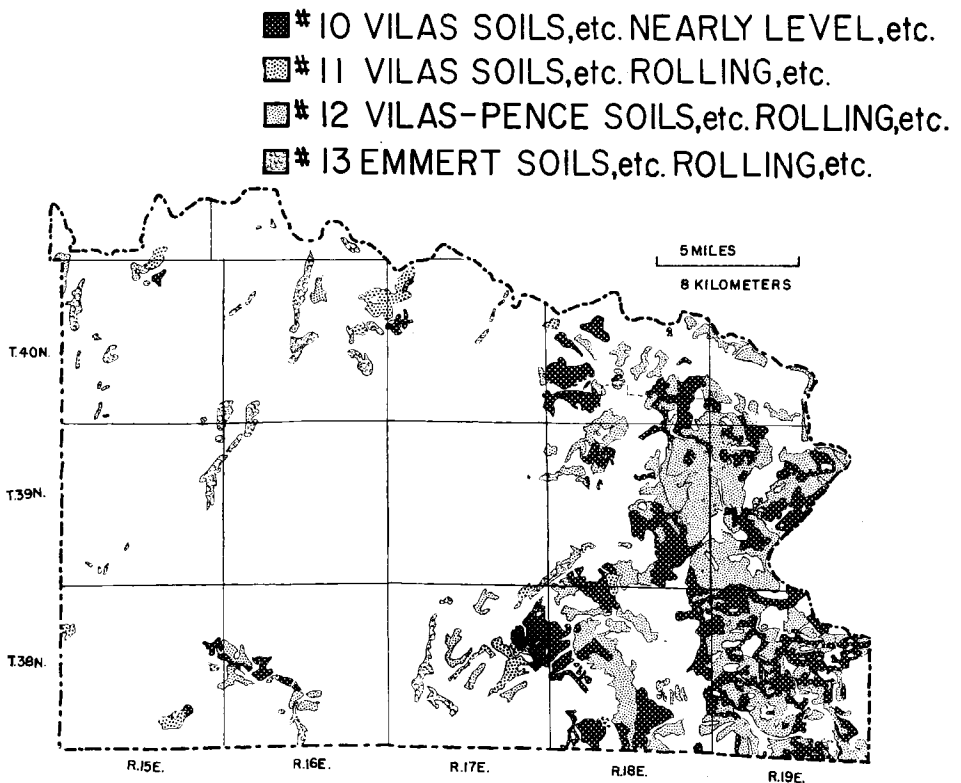 # 10 VILAS SOILS,etc. NEARLY LEVEL,etc.
# 11 VILAS SOILS,etc. ROLLING,etc.
# 12 VILAS-PENCE SOILS,etc. ROLLING,etc.
# 13 EMMERT SOILS,etc. ROLLING,etc.
5 MILES
8 KILOMETERS
T.40N.
T.39N.
T.38N.
R.15E. R.16E. R.17E. R.18E. R.19E.